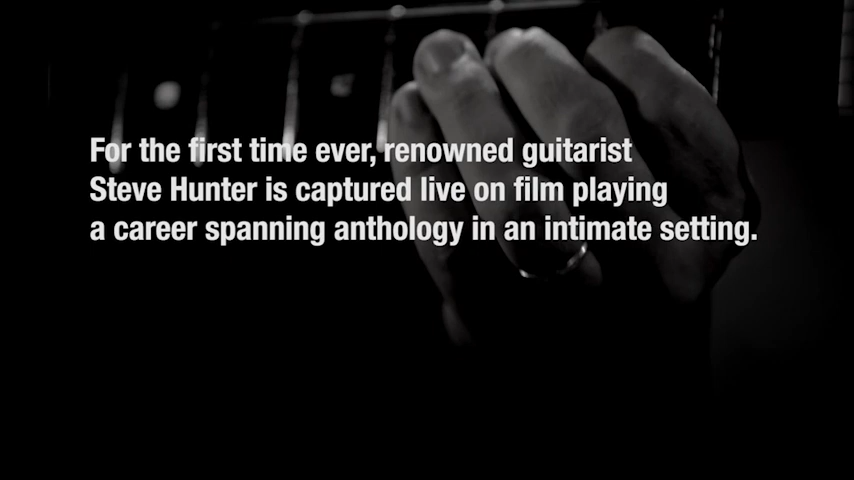 For the first time ever, renowned guitarist
Steve Hunter is captured live on film playing
a career spanning anthology in an intimate setting.